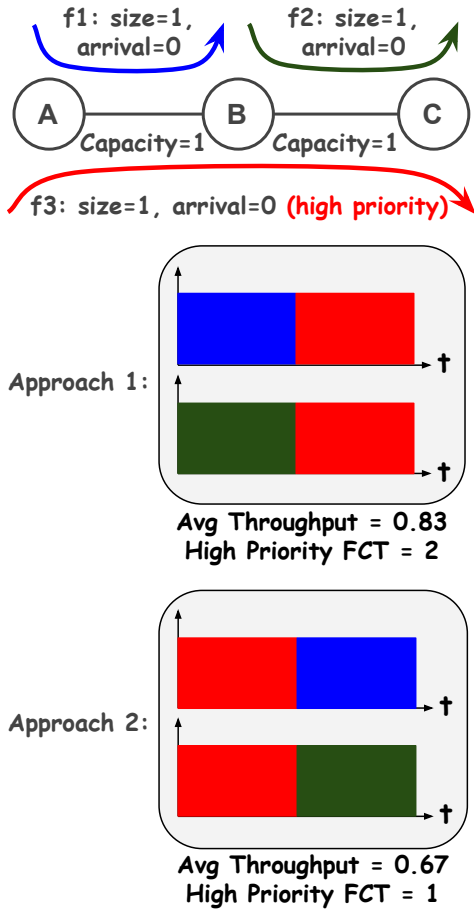 f1: size=1, arrival=0
f2: size=1, arrival=0
A
B
C
Capacity=1
Capacity=1
f3: size=1, arrival=0 (high priority)
Approach 1:
t
t
Avg Throughput = 0.83
High Priority FCT = 2
Approach 2:
t
t
Avg Throughput = 0.67
High Priority FCT = 1